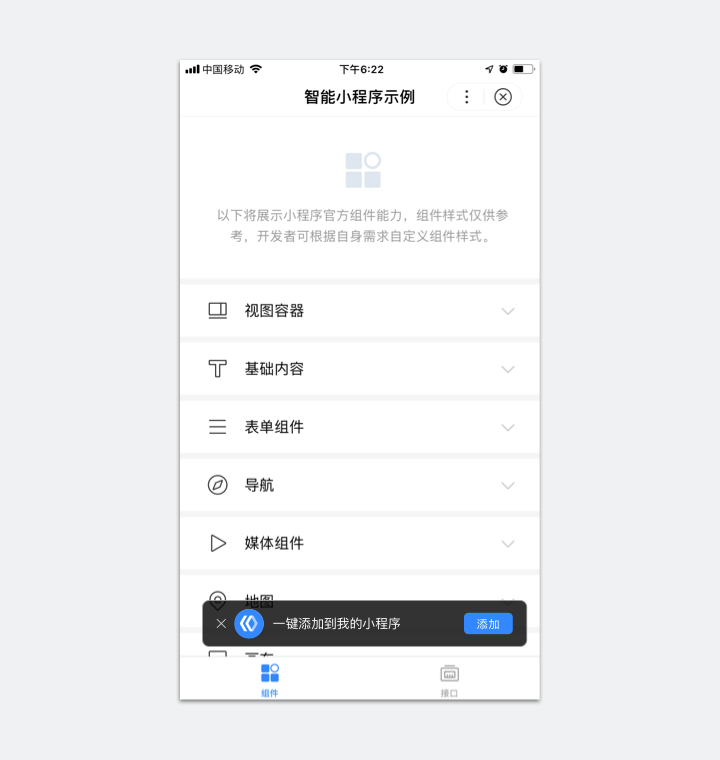 中国移动
下午6:22
智能小程序示例
以下将展示小程序官方组件能力，组件样式仅供参
考，开发者可根据自身需求自定义组件样式。
视图容器
基础内容
表单组件
导航
媒体组件
地图
一键添加到我的小程序
添加
组件
接口